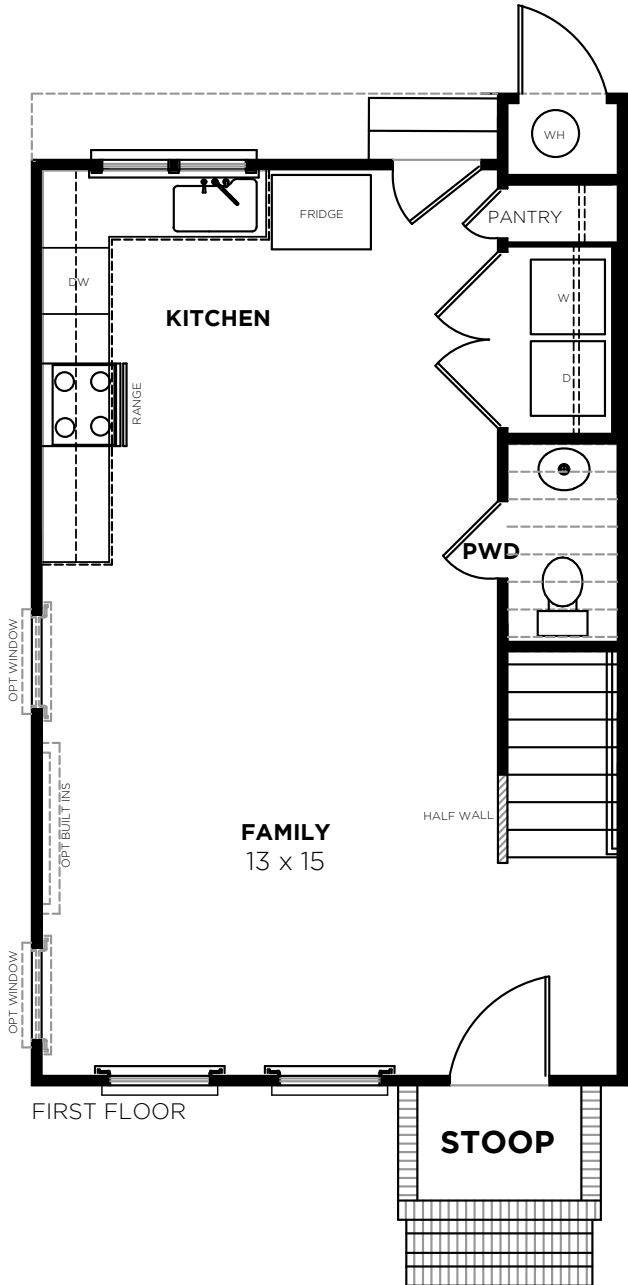 WH
PANTRY
FRIDGE
DW
W
KITCHEN
D
RANGE
PWD
OPT WINDOW
OPT BUILT INS
HALF WALL
FAMILY
13 x 15
OPT WINDOW
FIRST FLOOR
STOOP